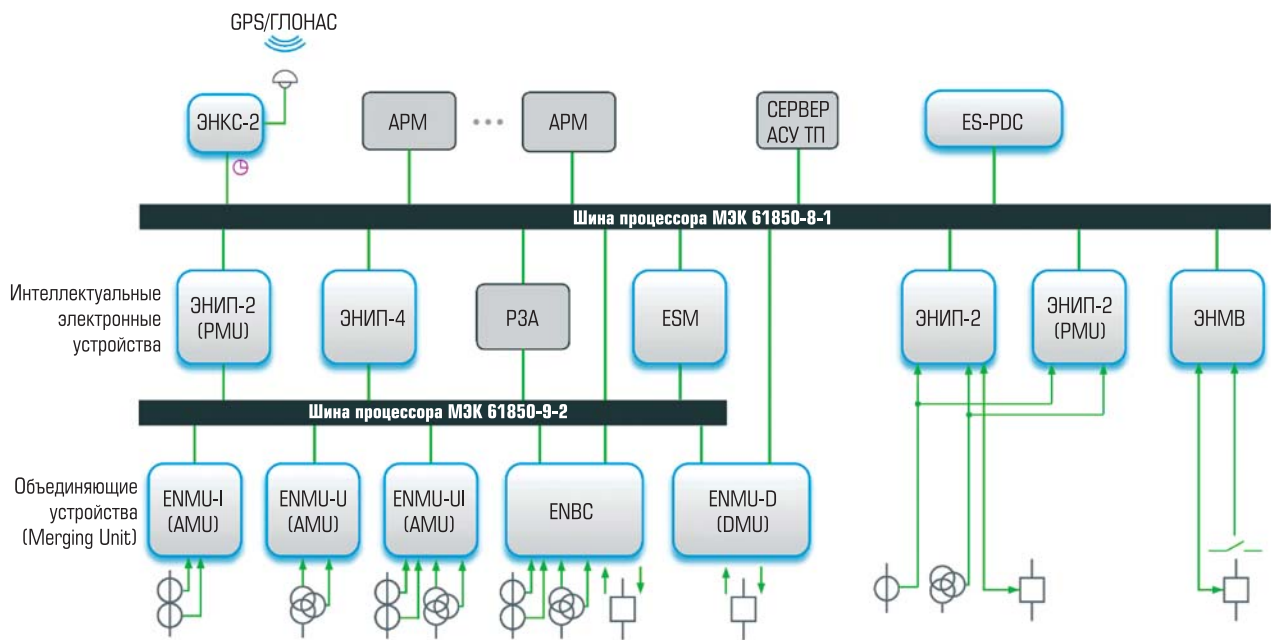 GPS/ГЛОНАС
ЭНКС-2
АРМ
АРМ
СЕРВЕР
АСУ ТП
ES-PDC
Шина процессора МЭК 61850-8-1
Интеллектуальные
электронные
устройства
ЭНИП-2
(PMU)
ЭНИП-4
РЗА
ESM
ЭНИП-2
ЭНИП-2
(PMU)
ЭНМВ
Шина процессора МЭК 61850-9-2
Объединяющие
устройства
(Merging Unit)
ENMU-I
(AMU)
ENMU-U
(AMU)
ENMU-UI
(AMU)
ENBC
ENMU-D
(DMU)